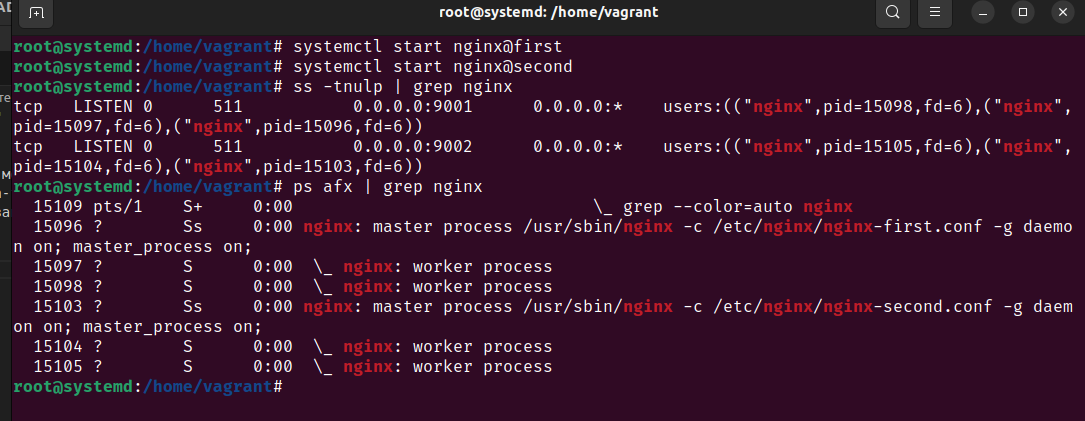 root@systemd: /home/vagrant
root@systemd:/home/vagrant# systemctl start nginx@first
root@systemd:/home/vagrant# systemctl start nginx@second
root@systemd:/home/vagrant# ss -tnulp | grep nginx
tcp   LISTEN 0      511           0.0.0.0:9001      0.0.0.0:*    users:(("nginx",pid=15098,fd=6),("nginx",
pid=15097,fd=6),("nginx",pid=15096,fd=6))
tcp   LISTEN 0      511           0.0.0.0:9002      0.0.0.0:*    users:(("nginx",pid=15105,fd=6),("nginx",
pid=15104,fd=6),("nginx",pid=15103,fd=6))
root@systemd:/home/vagrant# ps afx | grep nginx
  15109 pts/1    S+     0:00                              \_ grep --color=auto nginx
  15096 ?        Ss     0:00 nginx: master process /usr/sbin/nginx -c /etc/nginx/nginx-first.conf -g daemo
n on; master_process on;
  15097 ?        S      0:00  \_ nginx: worker process
  15098 ?        S      0:00  \_ nginx: worker process
  15103 ?        Ss     0:00 nginx: master process /usr/sbin/nginx -c /etc/nginx/nginx-second.conf -g daem
on on; master_process on;
  15104 ?        S      0:00  \_ nginx: worker process
  15105 ?        S      0:00  \_ nginx: worker process
root@systemd:/home/vagrant#